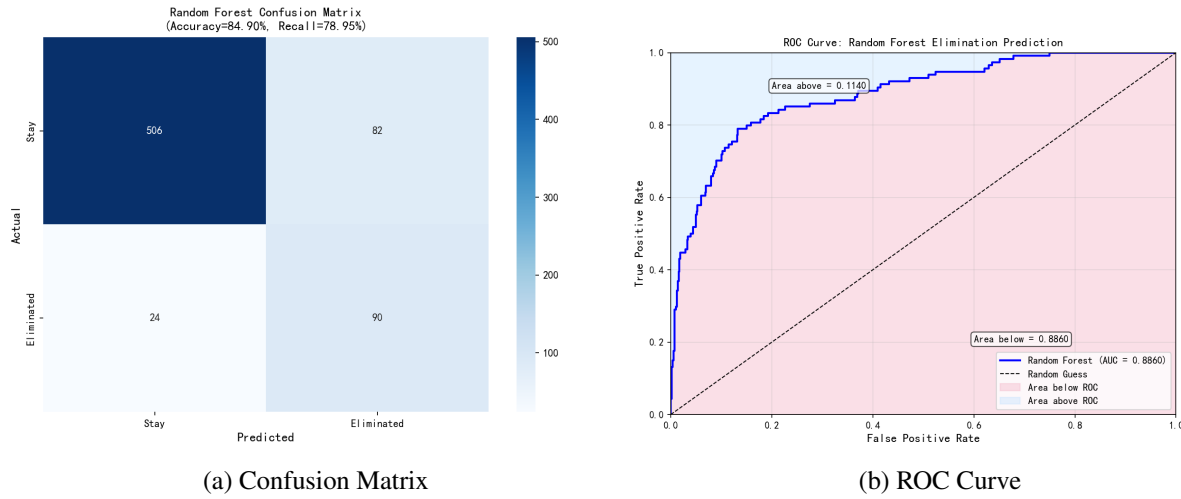 Random Forest Confusion Matrix
(Accuracy=84.90%, Recall=78.95%)
Actual
Stay
Eliminated
506
82
24
90
Stay
Eliminated
Predicted
500
400
300
200
100
(a) Confusion Matrix
ROC Curve: Random Forest Elimination Prediction
True Positive Rate
1.0
0.8
0.6
0.4
0.2
0.0
Area above = 0.1140
Area below = 0.8860
Random Forest (AUC = 0.8860)
Random Guess
Area below ROC
Area above ROC
0.0
0.2
0.4
0.6
0.8
False Positive Rate
(b) ROC Curve